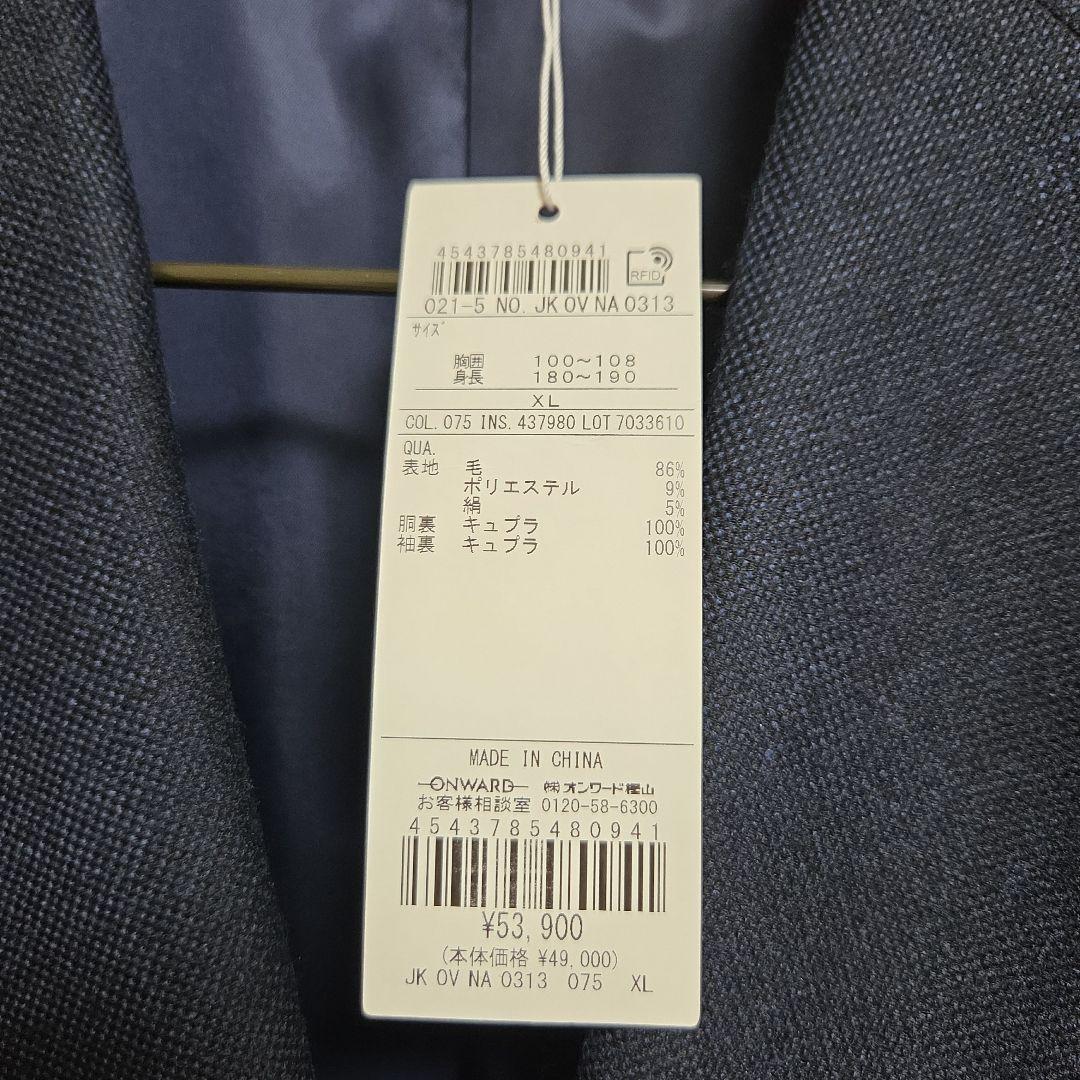 4543785480941
RFID
021-5 NO. JK OV NA 0313
サイズ
胸囲 100～108
身長 180～190
XL
COL. 075 INS. 437980 LOT 7033610
QUA.
表地 毛 86%
ポリエステル 9%
絹 5%
胴裏 キュプラ 100%
袖裏 キュプラ 100%
MADE IN CHINA
ONWARD ㈱オンワード樫山
お客様相談室 0120-58-6300
4543785480941
¥53,900
(本体価格 ¥49,000)
JK OV NA 0313 075 XL